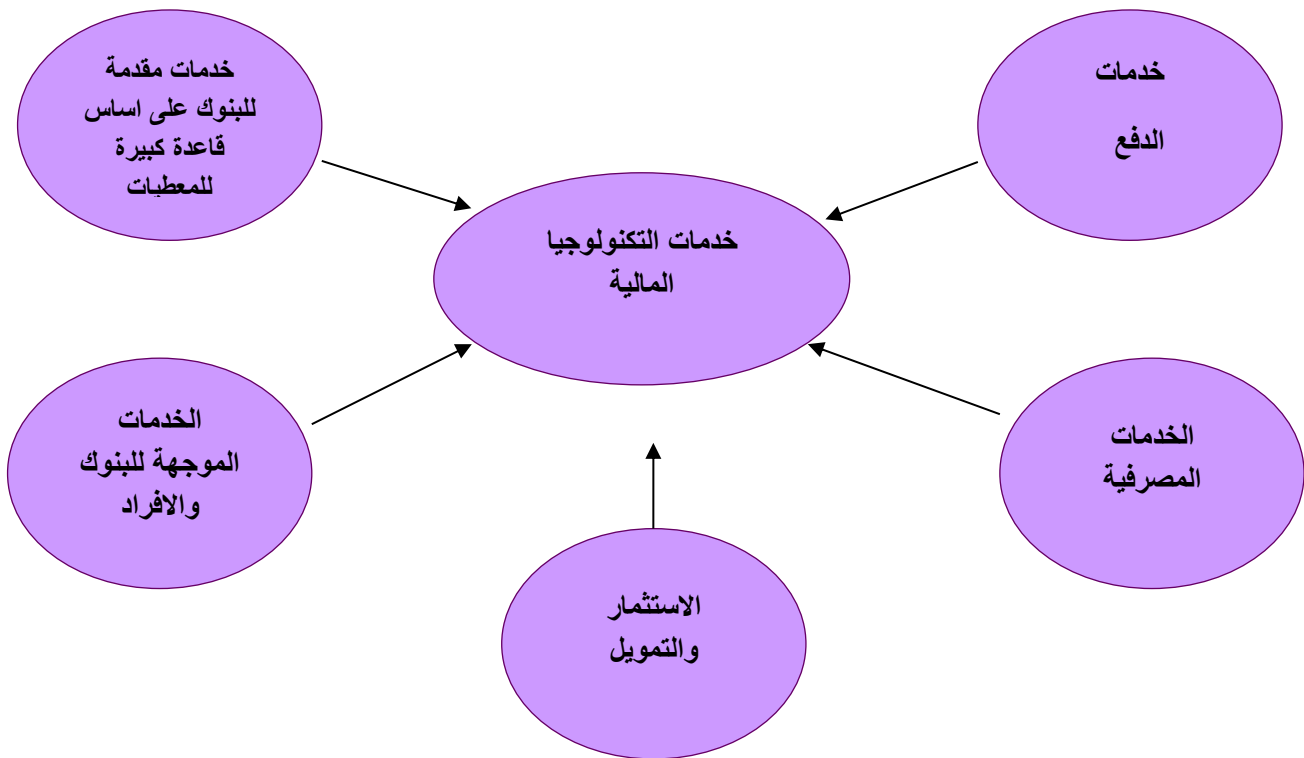 خدمات
الدفع
خدمات مقدمة
للبنوك على اساس
قاعدة كبيرة
للمعطيات
خدمات التكنولوجيا
المالية
الخدمات
المصرفية
الخدمات
الموجهة للبنوك
والافراد
الاستثمار
والتمويل